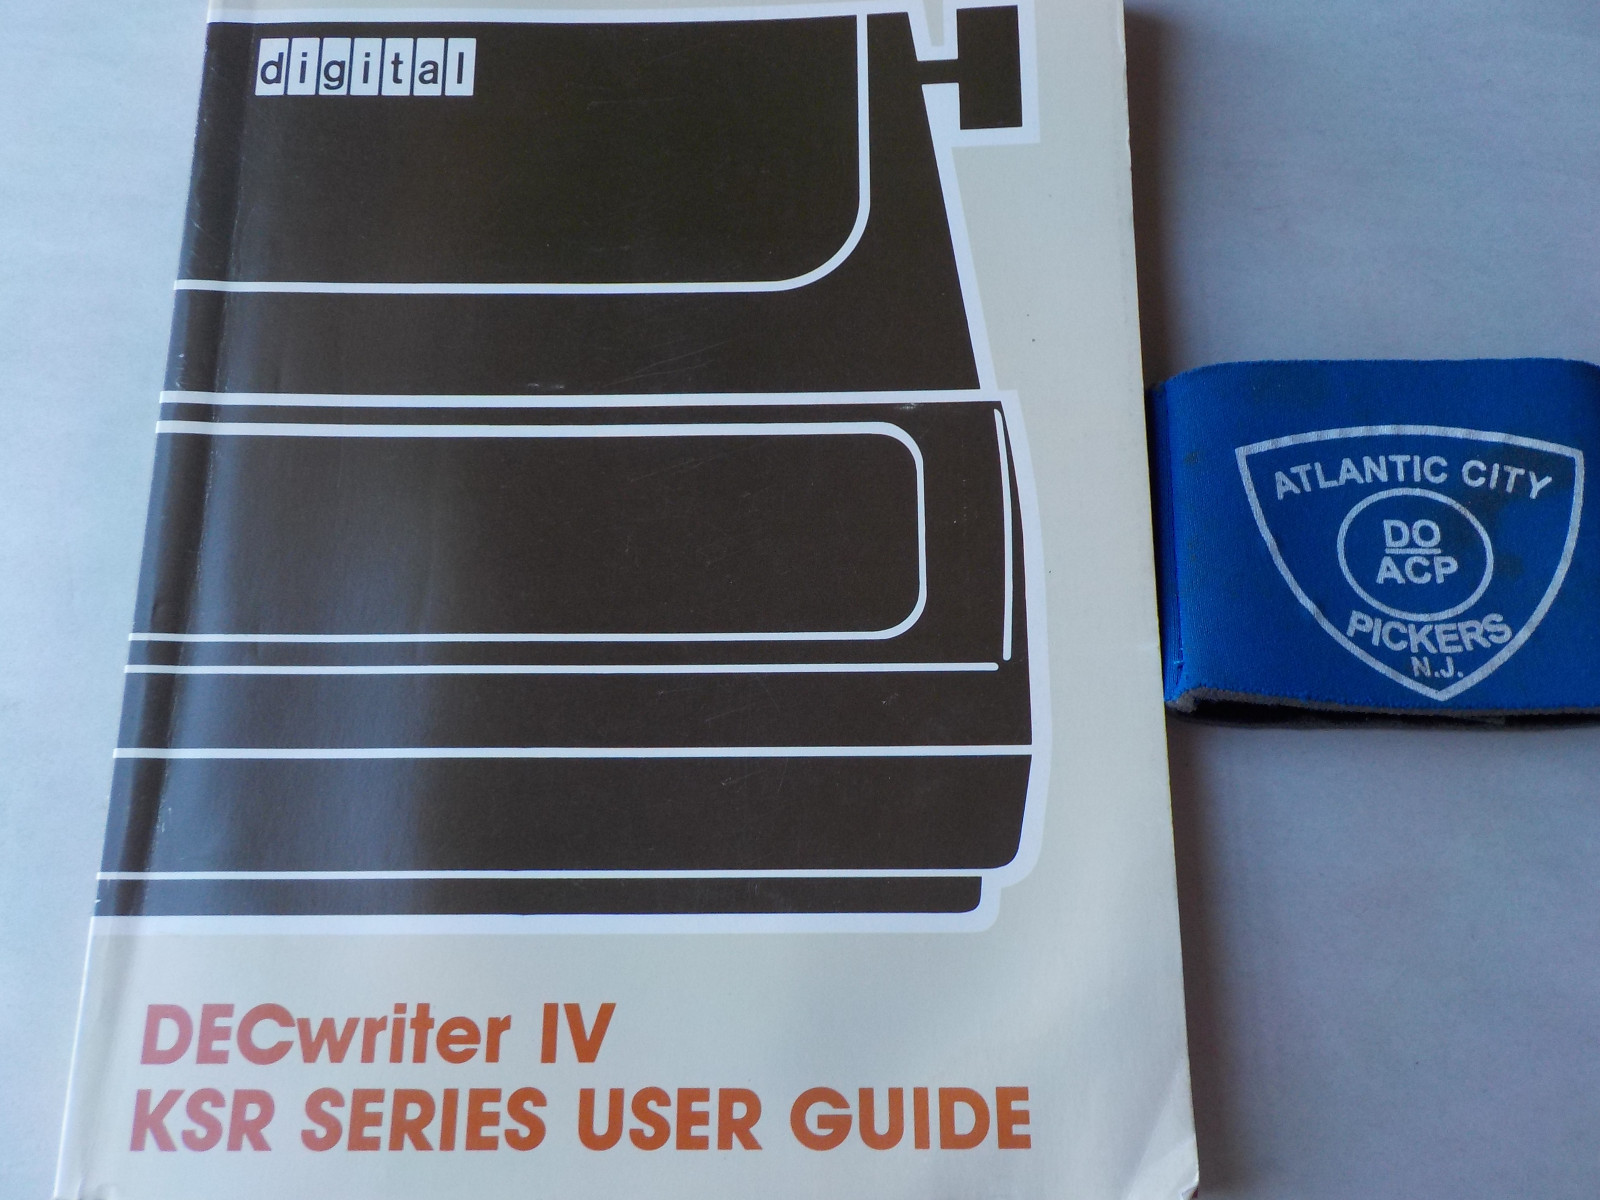 digital
DECwriter IV
KSR SERIES USER GUIDE
ATLANTIC CITY
DO
ACP
PICKERS
N.J.